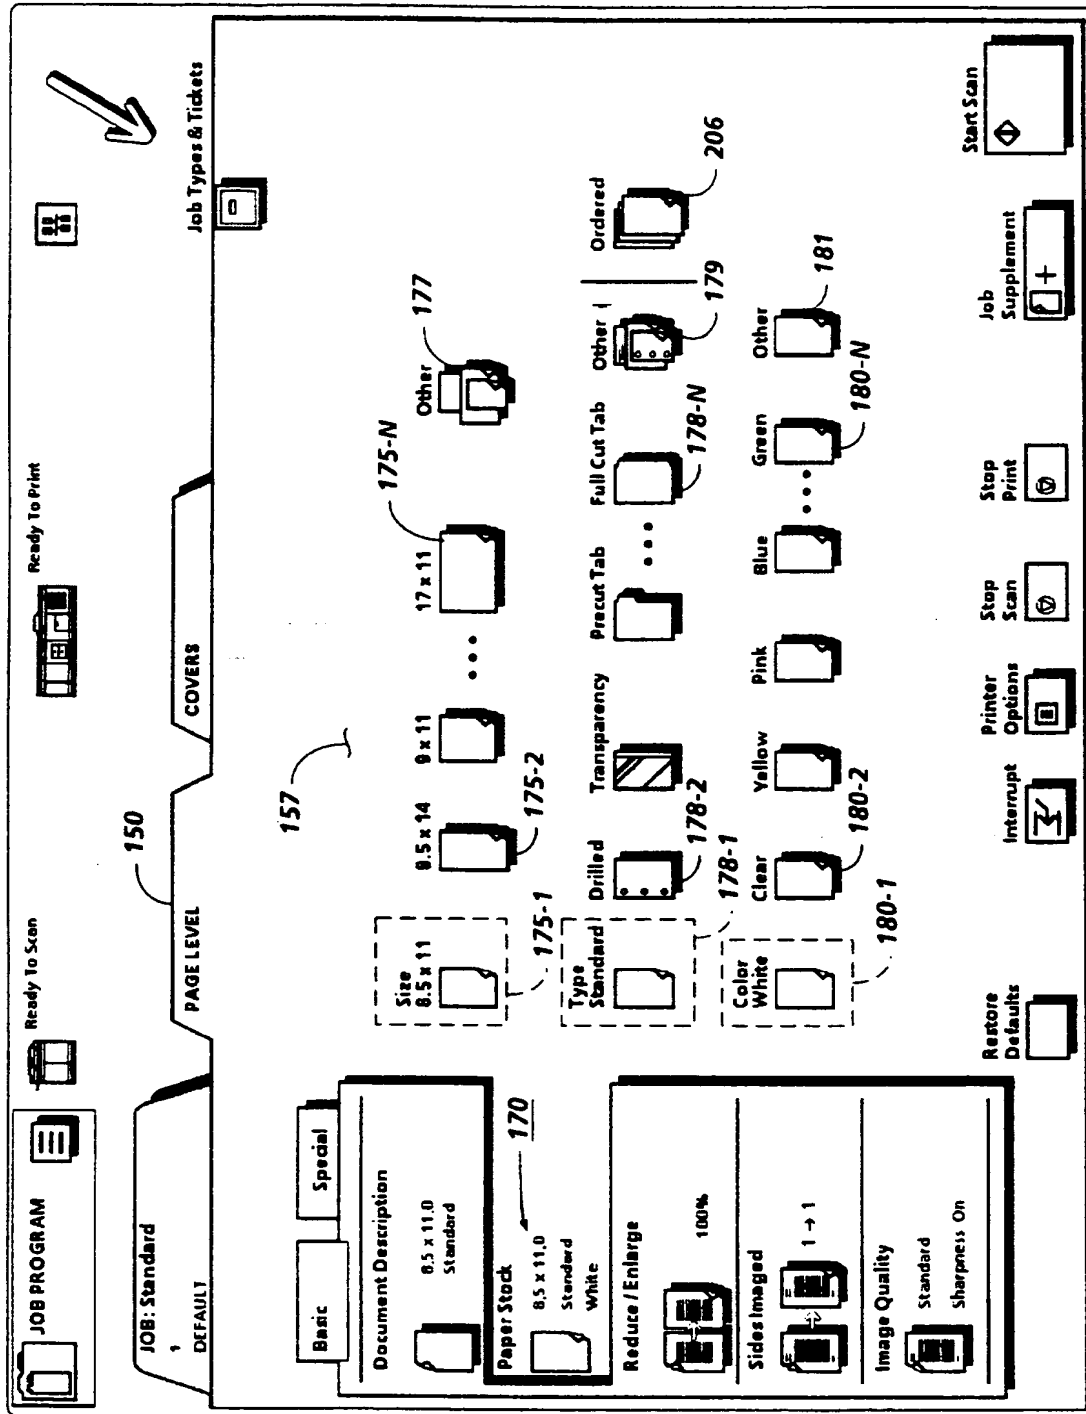 JOB PROGRAM
Ready To Scan
Ready To Print
JOB: Standard
1
DEFAULT
PAGE LEVEL
150
COVERS
Job Types & Tickets
Basic
Special
157
Document Description
8.5 x 11.0
Standard
Paper Stock
170
8.5 x 11.0
Standard
White
Reduce / Enlarge
100%
Sides Imaged
1 → 1
Image Quality
Standard
Sharpness On
Size
8.5 x 11
8.5 x 14
9 x 11
• • •
17 x 11
Other
175-1
175-2
175-N
177
Type
Standard
Drilled
Transparency
Precut Tab
• • •
Full Cut Tab
Other
Ordered
178-1
178-2
178-N
179
206
Color
White
Clear
Yellow
Pink
Blue
• • • •
Green
Other
180-1
180-2
180-N
181
Restore
Defaults
Interrupt
Printer
Options
Stop
Scan
Stop
Print
Job
Supplement
+
Start Scan